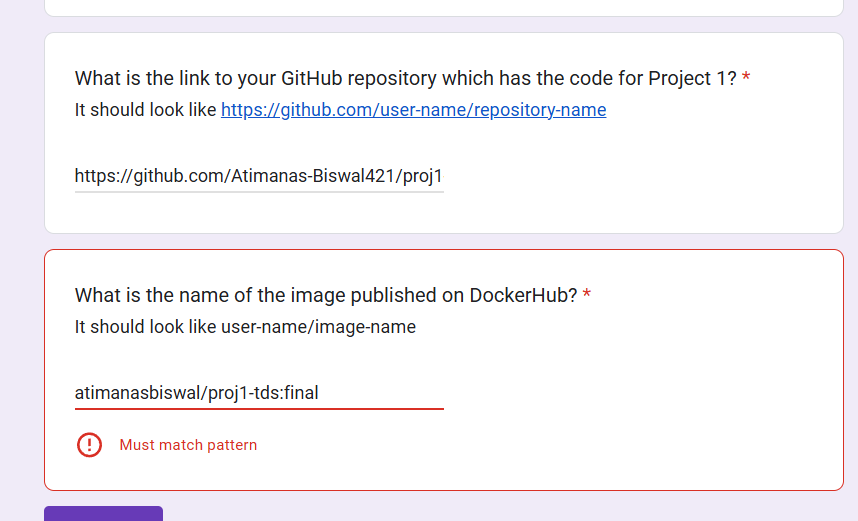 What is the link to your GitHub repository which has the code for Project 1? *
It should look like https://github.com/user-name/repository-name
https://github.com/Atimanas-Biswal421/proj1
What is the name of the image published on DockerHub? *
It should look like user-name/image-name
atimanasbiswal/proj1-tds:final
Must match pattern